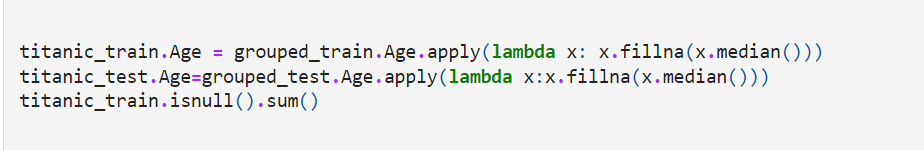 titanic_train.Age = grouped_train.Age.apply(lambda x: x.fillna(x.median()))
titanic_test.Age=grouped_test.Age.apply(lambda x:x.fillna(x.median()))
titanic_train.isnull().sum()